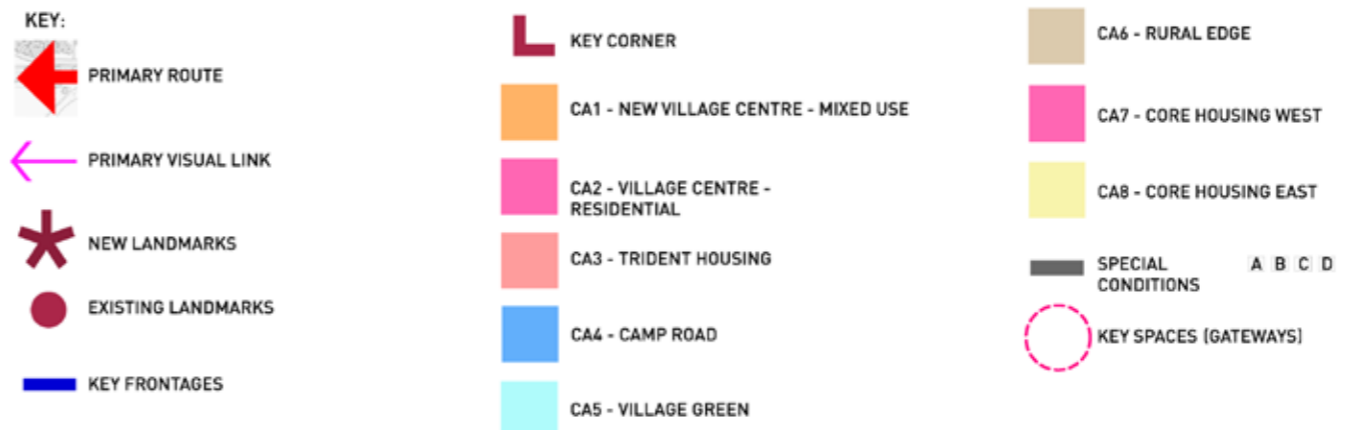 KEY:
PRIMARY ROUTE
PRIMARY VISUAL LINK
NEW LANDMARKS
EXISTING LANDMARKS
KEY FRONTAGES
KEY CORNER
CA1 - NEW VILLAGE CENTRE - MIXED USE
CA2 - VILLAGE CENTRE -
RESIDENTIAL
CA3 - TRIDENT HOUSING
CA4 - CAMP ROAD
CA5 - VILLAGE GREEN
CA6 - RURAL EDGE
CA7 - CORE HOUSING WEST
CA8 - CORE HOUSING EAST
SPECIAL A B C D
CONDITIONS
KEY SPACES (GATEWAYS)